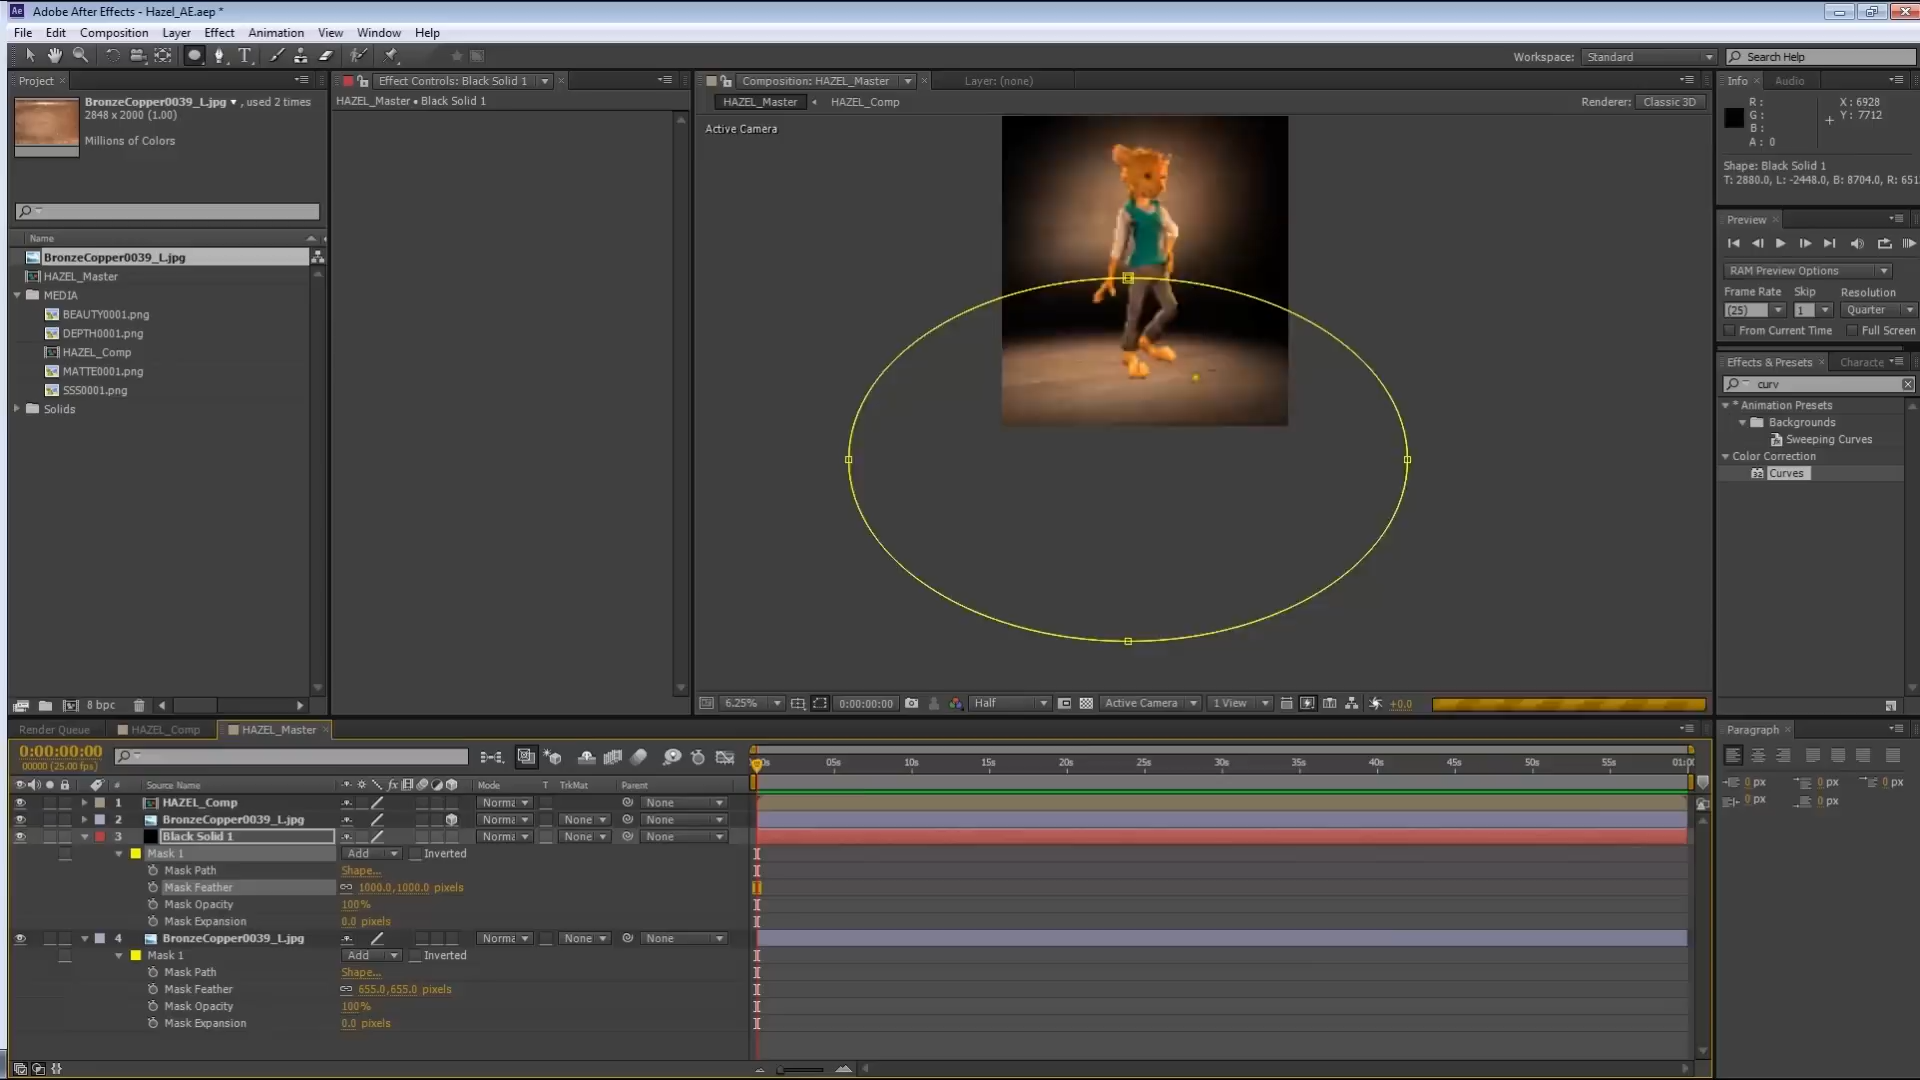 Adobe After Effects - Hazel_AE.aep *
File Edit Composition Layer Effect Animation View Window Help
Workspace: Standard Search Help
Project
BronzeCopper0039_L.jpg ▼, used 2 times
2848 x 2000 (1.00)
Millions of Colors
Name
BronzeCopper0039_L.jpg
HAZEL_Master
MEDIA
BEAUTY0001.png
DEPTH0001.png
HAZEL_Comp
MATTE0001.png
SSS0001.png
Solids
8 bpc
Effect Controls: Black Solid 1
HAZEL_Master • Black Solid 1
Composition: HAZEL_Master
Layer: (none)
HAZEL_Master HAZEL_Comp
Renderer: Classic 3D
Active Camera
6.25% 0:00:00:00 Half Active Camera 1 View +0.0
Info Audio
R:
G:
B:
A: 0
X: 6928
Y: 7712
Shape: Black Solid 1
T: 2880.0, L: -2448.0, B: 8704.0, R: 651
Preview
RAM Preview Options
Frame Rate Skip Resolution
(25) 1 Quarter
From Current Time Full Screen
Effects & Presets Characte
curv
* Animation Presets
Backgrounds
Sweeping Curves
Color Correction
Curves
Paragraph
0 px 0 px 0 px
0 px 0 px
Render Queue HAZEL_Comp HAZEL_Master
0:00:00:00
00000 (25.00 fps)
05s 10s 15s 20s 25s 30s 35s 40s 45s 50s 55s 01:0
# Source Name Mode T TrkMat Parent
1 HAZEL_Comp Norma None
2 BronzeCopper0039_L.jpg Norma None None
3 Black Solid 1 Norma None None
Mask 1 Add Inverted
Mask Path Shape...
Mask Feather 1000.0,1000.0 pixels
Mask Opacity 100%
Mask Expansion 0.0 pixels
4 BronzeCopper0039_L.jpg Norma None None
Mask 1 Add Inverted
Mask Path Shape...
Mask Feather 655.0,655.0 pixels
Mask Opacity 100%
Mask Expansion 0.0 pixels